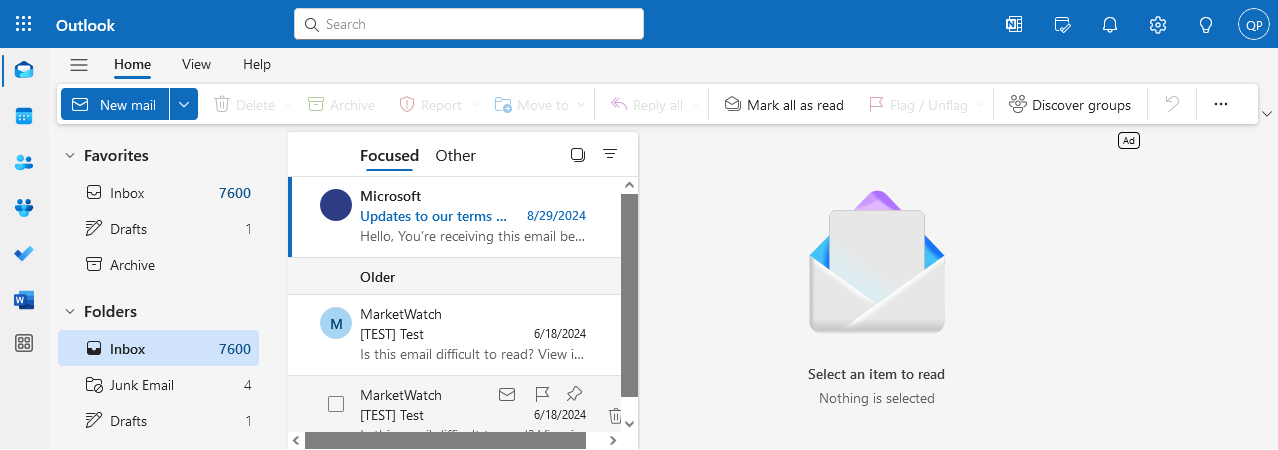 Outlook
Search
QP
Home View Help
New mail Delete Archive Report Move to Reply all Mark all as read Flag / Unflag Discover groups
Ad
Favorites
Inbox 7600
Drafts 1
Archive
Folders
Inbox 7600
Junk Email 4
Drafts 1
Focused Other
Microsoft
Updates to our terms ... 8/29/2024
Hello, You're receiving this email be...
Older
M
MarketWatch
[TEST] Test 6/18/2024
Is this email difficult to read? View i...
MarketWatch
[TEST] Test 6/18/2024
Select an item to read
Nothing is selected